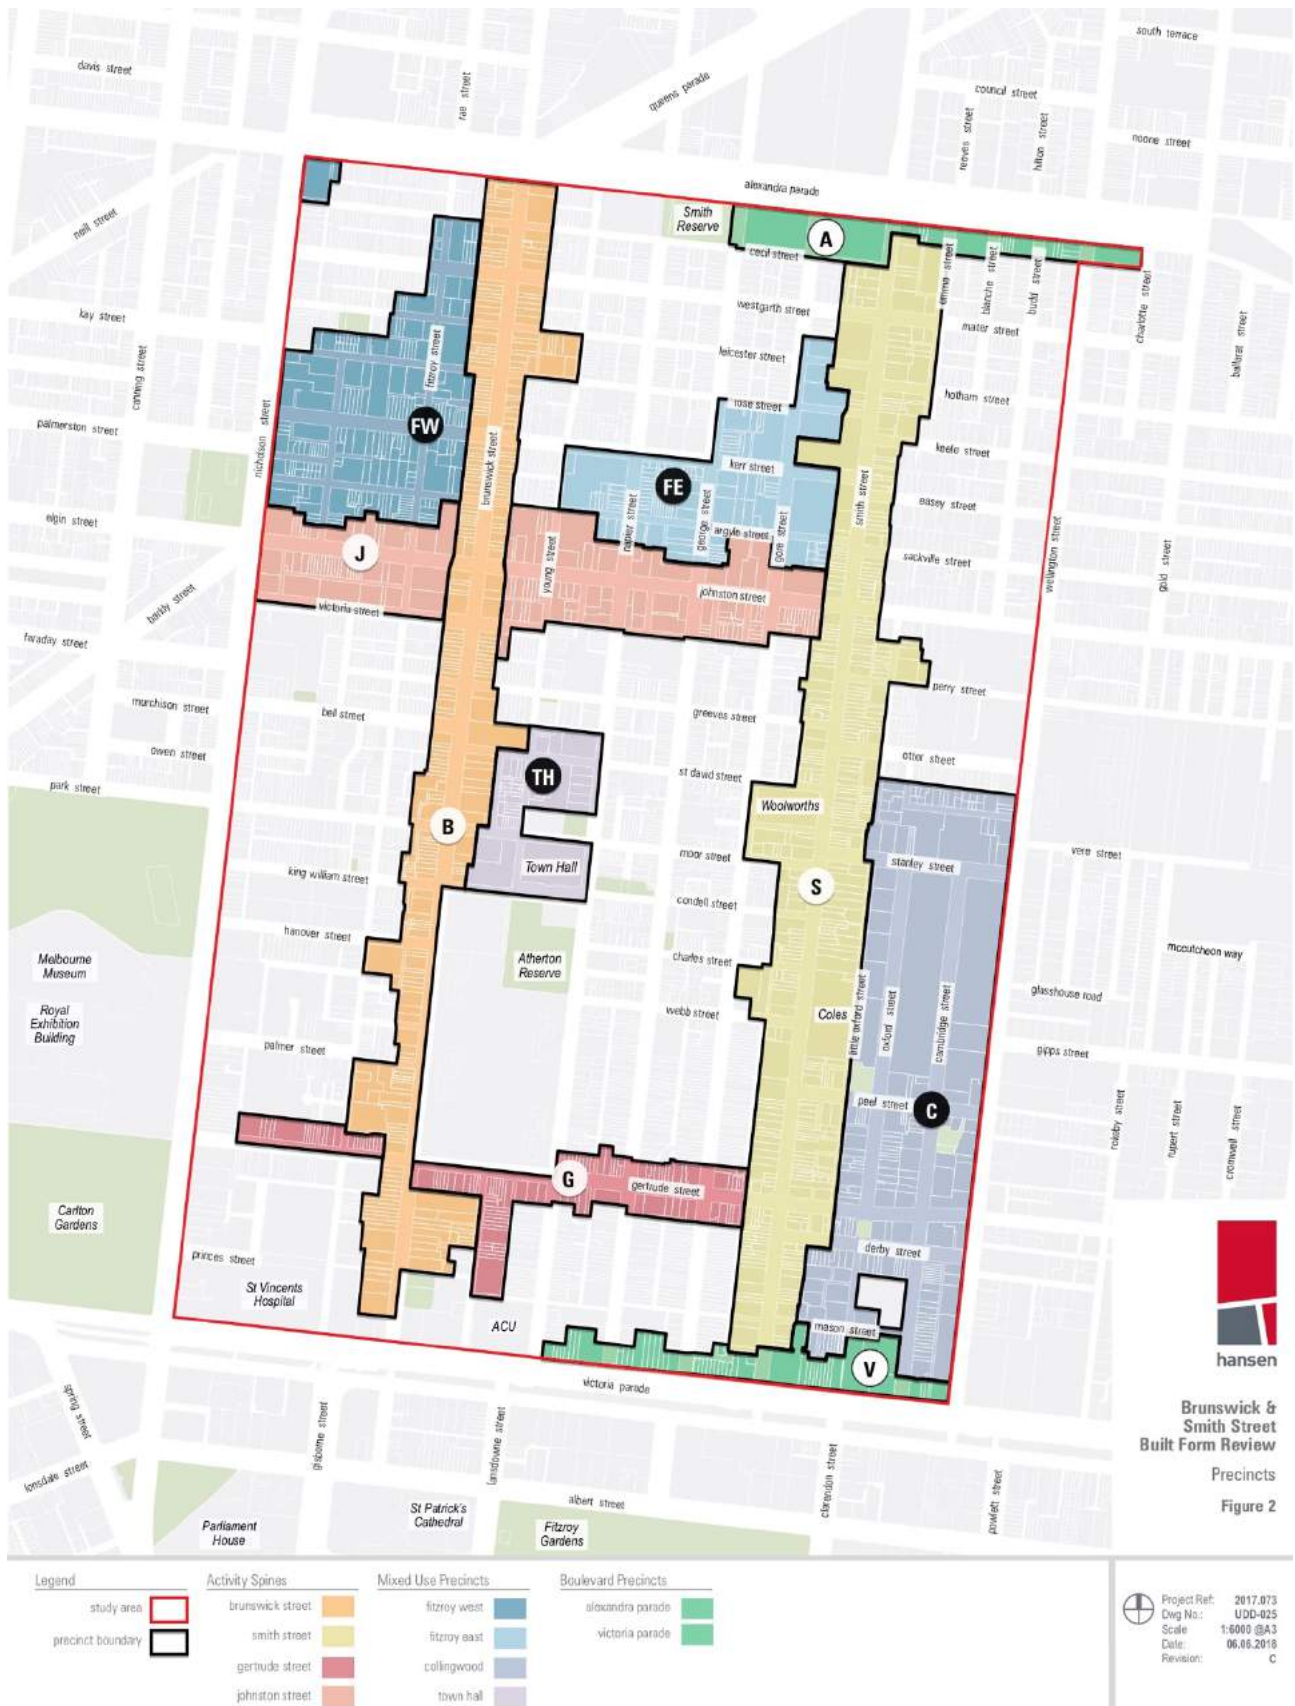 south terrace
davis street
rae street
queens parade
council street
reeves street
hilton street
noone street
alexandra parade
neill street
Smith
Reserve
A
cecil street
emma street
blanche street
budd street
charlotte street
westgarth street
kay street
mater street
ballarat street
canning street
fitzroy street
leicester street
rose street
hotham street
palmerston street
FW
nicholson street
brunswick street
keele street
kerr street
FE
smith street
easey street
elgin street
napier street
george street
argyle street
gore street
wellington street
J
young street
sackville street
gold street
barkly street
johnston street
victoria street
faraday street
perry street
murchison street
bell street
greeves street
owen street
otter street
park street
TH
st david street
Woolworths
B
moor street
stanley street
vere street
Town Hall
king william street
S
condell street
hanover street
mccutcheon way
Melbourne
Museum
Atherton
Reserve
charles street
glasshouse road
Royal
Exhibition
Building
webb street
Coles
little oxford street
oxford street
cambridge street
palmer street
gipps street
peel street
C
rokeby street
rupert street
cromwell street
G
gertrude street
Carlton
Gardens
princes street
derby street
St Vincents
Hospital
ACU
mason street
V
victoria parade
spring street
gisborne street
lansdowne street
clarendon street
powlett street
lonsdale street
albert street
St Patrick's
Cathedral
Parliament
House
Fitzroy
Gardens
hansen
Brunswick &
Smith Street
Built Form Review
Precincts
Figure 2
Legend
study area
precinct boundary
Activity Spines
brunswick street
smith street
gertrude street
johnston street
Mixed Use Precincts
fitzroy west
fitzroy east
collingwood
town hall
Boulevard Precincts
alexandra parade
victoria parade
Project Ref: 2017.073
Dwg No.: UDD-025
Scale 1:6000 @A3
Date: 06.06.2018
Revision: C